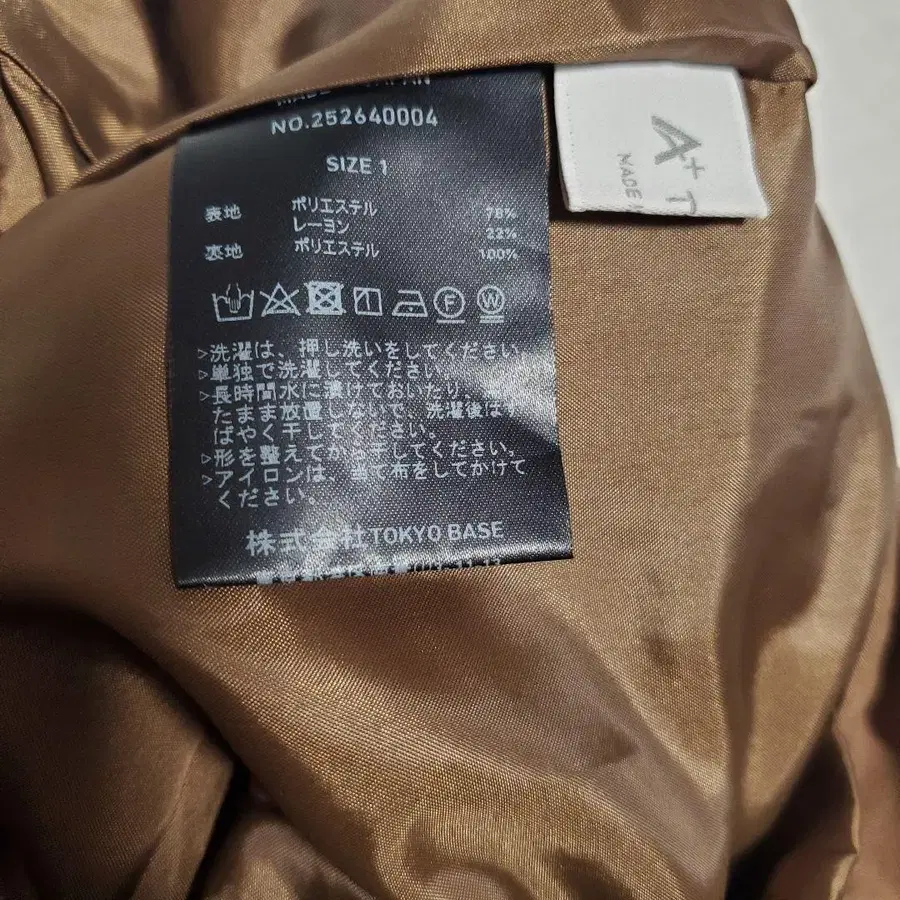 MADE IN JAPAN
NO.252640004
SIZE 1
表地 ポリエステル 78%
レーヨン 22%
裏地 ポリエステル 100%
F W
>洗濯は、押し洗いをしてください
>単独で洗濯してください。
>長時間水に漬けておいたり、
たまま放置しないで、洗濯後はす
ばやく干してください。
>形を整えてから干してください。
>アイロンは、当て布をしてかけて
ください。
株式会社TOKYO BASE
A+ T
MADE